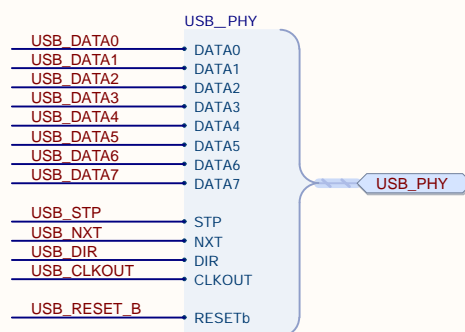 USB_PHY
USB_DATA0 DATA0
USB_DATA1 DATA1
USB_DATA2 DATA2
USB_DATA3 DATA3
USB_DATA4 DATA4
USB_DATA5 DATA5
USB_DATA6 DATA6
USB_DATA7 DATA7
USB_PHY
USB_STP STP
USB_NXT NXT
USB_DIR DIR
USB_CLKOUT CLKOUT
USB_RESET_B RESETb